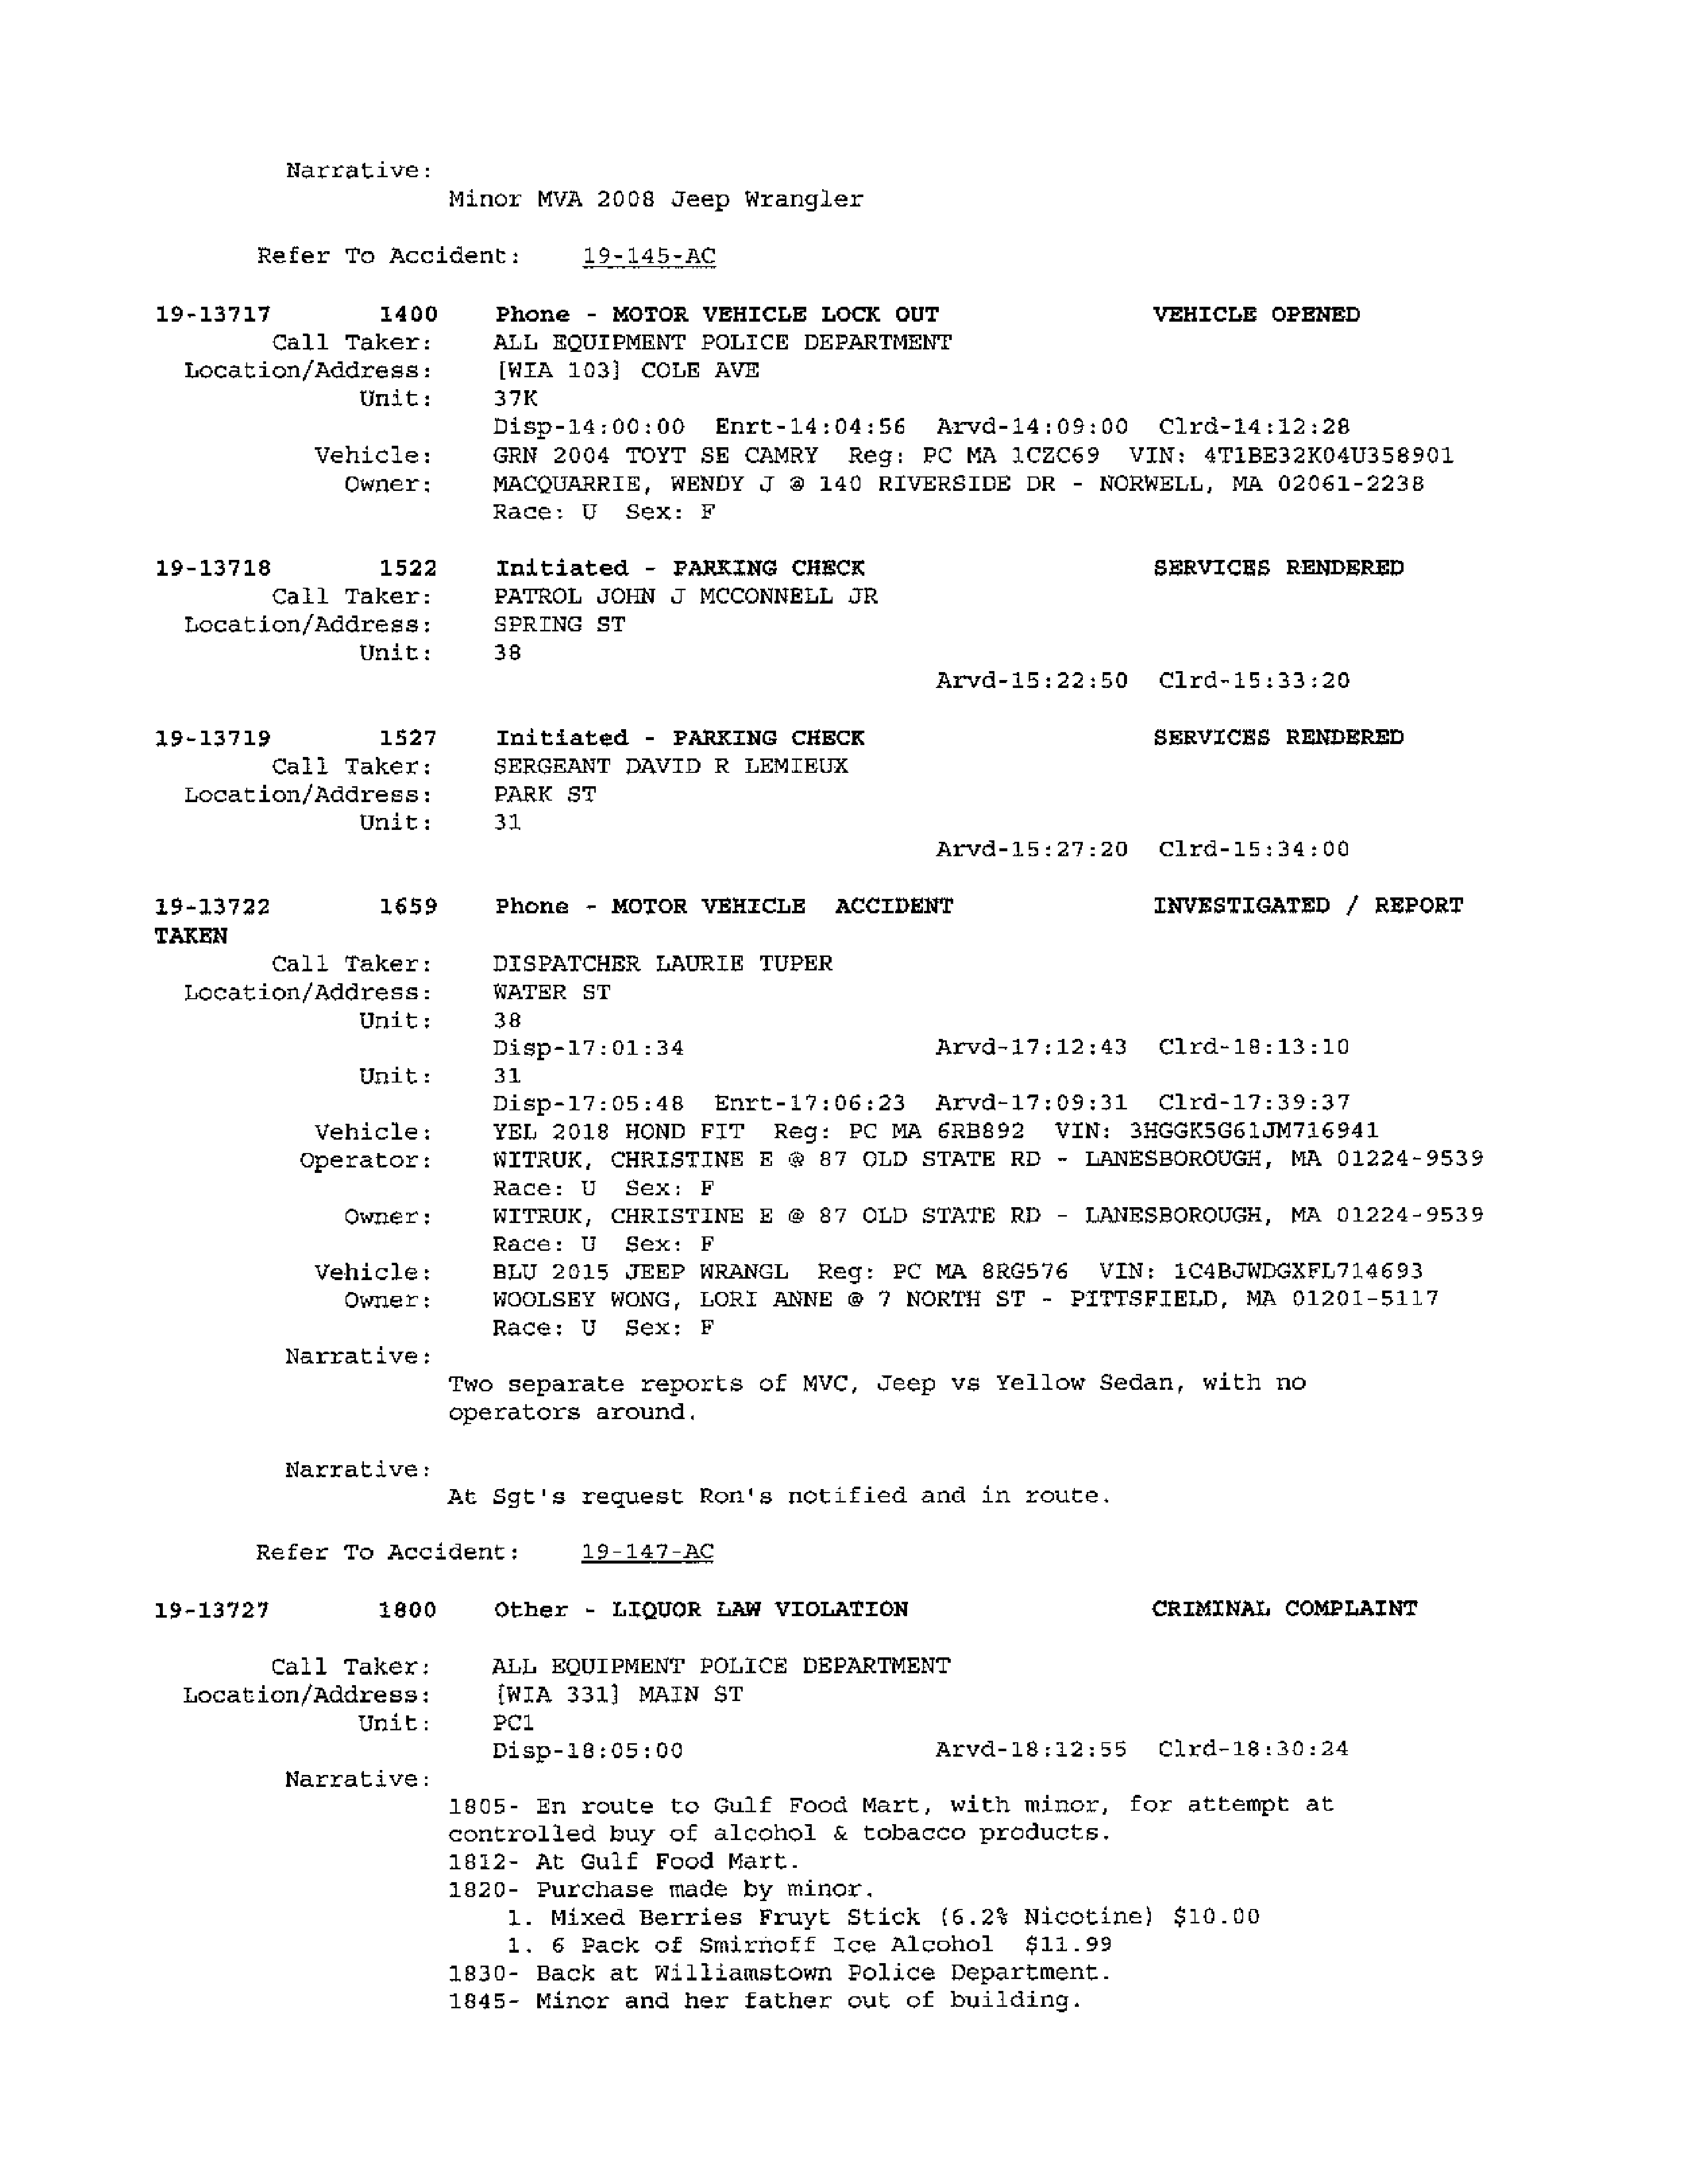 Narrative:
Minor MVA 2008 Jeep Wrangler
Refer To Accident: 19-145-AC
19-13717 1400 Phone - MOTOR VEHICLE LOCK OUT VEHICLE OPENED
Call Taker: ALL EQUIPMENT POLICE DEPARTMENT
Location/Address: [WIA 103] COLE AVE
Unit: 37K
Disp-14:00:00 Enrt-14:04:56 Arvd-14:09:00 Clrd-14:12:28
Vehicle: GRN 2004 TOYT SE CAMRY Reg: PC MA 1CZC69 VIN: 4T1BE32K04U358901
Owner: MACQUARRIE, WENDY J @ 140 RIVERSIDE DR - NORWELL, MA 02061-2238
Race: U Sex: F
19-13718 1522 Initiated - PARKING CHECK SERVICES RENDERED
Call Taker: PATROL JOHN J MCCONNELL JR
Location/Address: SPRING ST
Unit: 38
Arvd-15:22:50 Clrd-15:33:20
19-13719 1527 Initiated - PARKING CHECK SERVICES RENDERED
Call Taker: SERGEANT DAVID R LEMIEUX
Location/Address: PARK ST
Unit: 31
Arvd-15:27:20 Clrd-15:34:00
19-13722 1659 Phone - MOTOR VEHICLE ACCIDENT INVESTIGATED / REPORT
TAKEN
Call Taker: DISPATCHER LAURIE TUPER
Location/Address: WATER ST
Unit: 38
Disp-17:01:34 Arvd-17:12:43 Clrd-18:13:10
Unit: 31
Disp-17:05:48 Enrt-17:06:23 Arvd-17:09:31 Clrd-17:39:37
Vehicle: YEL 2018 HOND FIT Reg: PC MA 6RB892 VIN: 3HGGK5G61JM716941
Operator: WITRUK, CHRISTINE E @ 87 OLD STATE RD - LANESBOROUGH, MA 01224-9539
Race: U Sex: F
Owner: WITRUK, CHRISTINE E @ 87 OLD STATE RD - LANESBOROUGH, MA 01224-9539
Race: U Sex: F
Vehicle: BLU 2015 JEEP WRANGL Reg: PC MA 8RG576 VIN: 1C4BJWDGXFL714693
Owner: WOOLSEY WONG, LORI ANNE @ 7 NORTH ST - PITTSFIELD, MA 01201-5117
Race: U Sex: F
Narrative:
Two separate reports of MVC, Jeep vs Yellow Sedan, with no
operators around.
Narrative:
At Sgt's request Ron's notified and in route.
Refer To Accident: 19-147-AC
19-13727 1800 Other - LIQUOR LAW VIOLATION CRIMINAL COMPLAINT
Call Taker: ALL EQUIPMENT POLICE DEPARTMENT
Location/Address: [WIA 331] MAIN ST
Unit: PC1
Disp-18:05:00 Arvd-18:12:55 Clrd-18:30:24
Narrative:
1805- En route to Gulf Food Mart, with minor, for attempt at
controlled buy of alcohol & tobacco products.
1812- At Gulf Food Mart.
1820- Purchase made by minor.
1. Mixed Berries Fruyt Stick (6.2% Nicotine) $10.00
1. 6 Pack of Smirnoff Ice Alcohol $11.99
1830- Back at Williamstown Police Department.
1845- Minor and her father out of building.